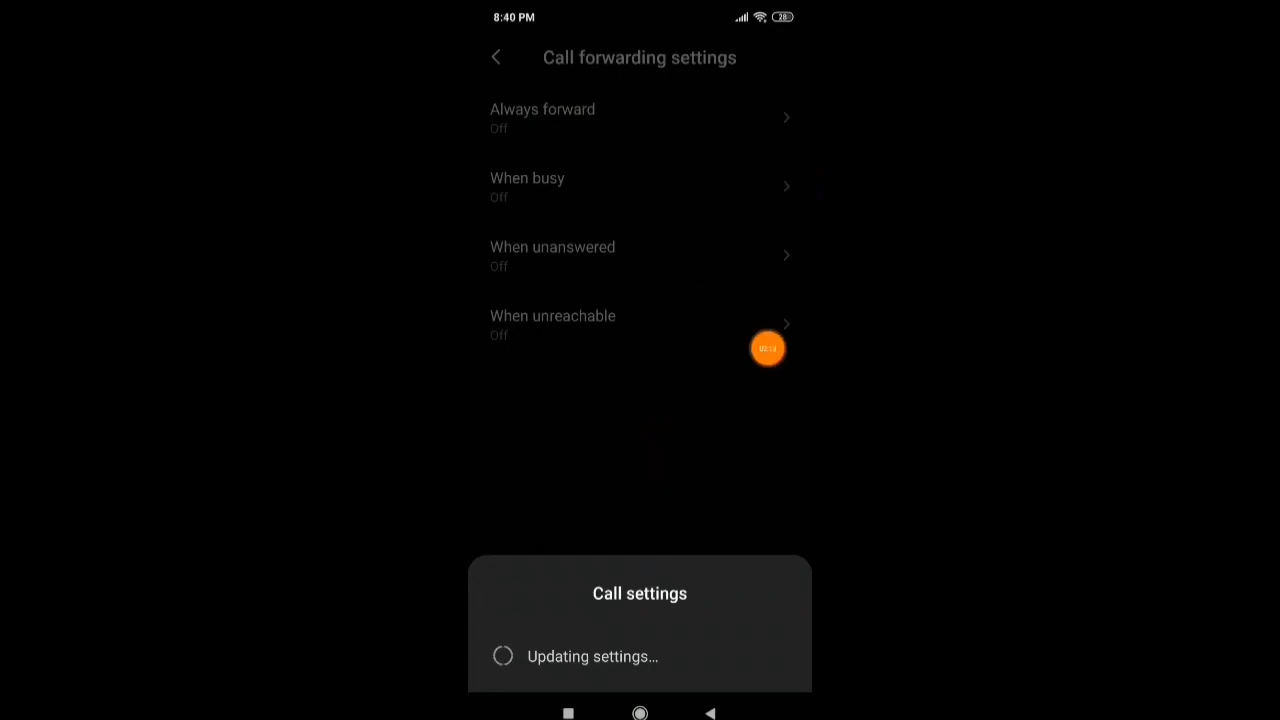 8:40 PM
28
Call forwarding settings
Always forward
Off
When busy
Off
When unanswered
Off
When unreachable
Off
Call settings
Updating settings...